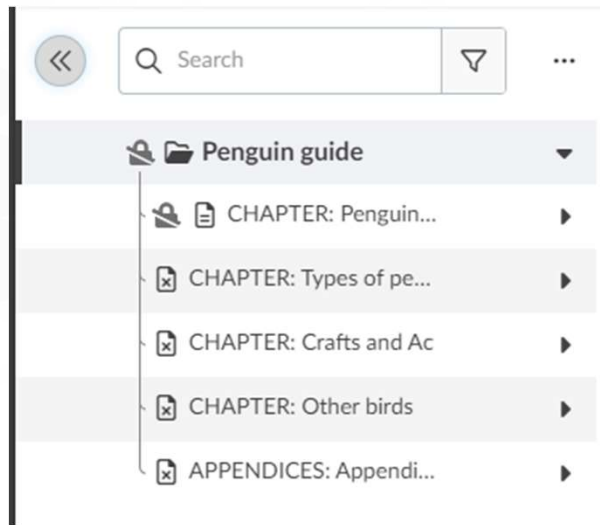 Search
Penguin guide
CHAPTER: Penguin...
CHAPTER: Types of pe...
CHAPTER: Crafts and Ac
CHAPTER: Other birds
APPENDICES: Appendi...